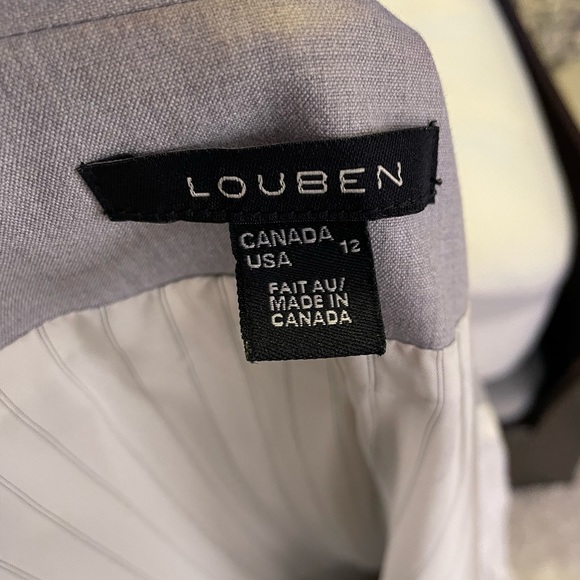 LOUBEN
CANADA 12
USA
FAIT AU/
MADE IN
CANADA